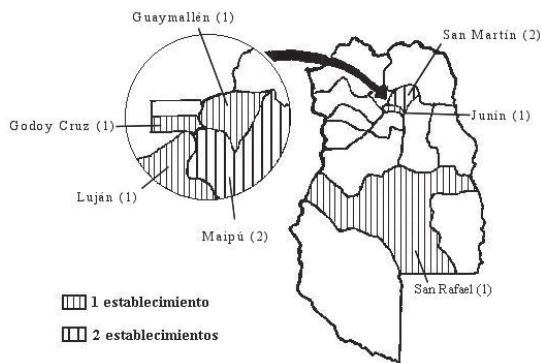 Guaymallén (1)
San Martín (2)
Godoy Cruz (1)
Junín (1)
Luján (1)
Maipú (2)
San Rafael (1)
1 establecimiento
2 establecimientos